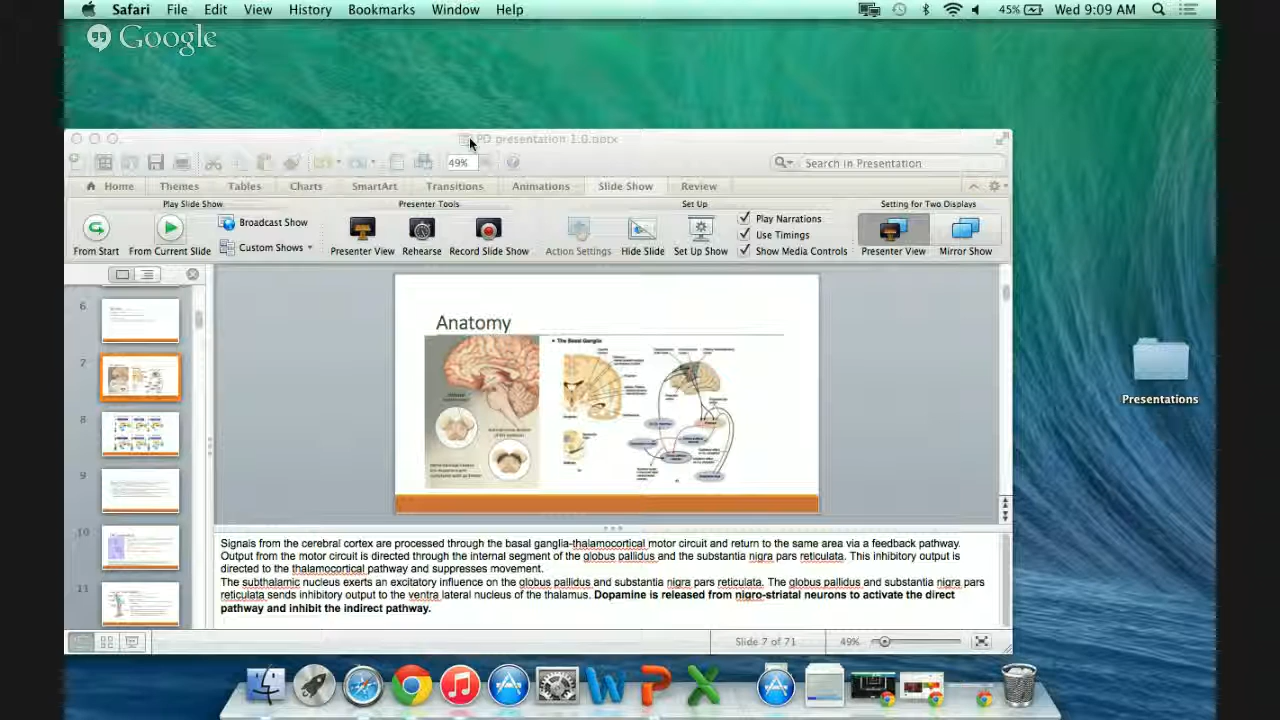 Safari File Edit View History Bookmarks Window Help 45% Wed 9:09 AM
Google
PD presentation 1.0.pptx
49% Search in Presentation
Home Themes Tables Charts SmartArt Transitions Animations Slide Show Review
Play Slide Show Presenter Tools Set Up Setting for Two Displays
Broadcast Show Play Narrations
Custom Shows Use Timings
From Start From Current Slide Presenter View Rehearse Record Slide Show Action Settings Hide Slide Set Up Show Show Media Controls Presenter View Mirror Show
6
7
8
9
10
11
Anatomy
The Basal Ganglia
Presentations
Signals from the cerebral cortex are processed through the basal ganglia-thalamocortical motor circuit and return to the same area via a feedback pathway.
Output from the motor circuit is directed through the internal segment of the globus pallidus and the substantia nigra pars reticulata. This inhibitory output is
directed to the thalamocortical pathway and suppresses movement.
The subthalamic nucleus exerts an excitatory influence on the globus pallidus and substantia nigra pars reticulata. The globus pallidus and substantia nigra pars
reticulata sends inhibitory output to the ventra lateral nucleus of the thalamus. Dopamine is released from nigro-striatal neurons to activate the direct
pathway and inhibit the indirect pathway.
Slide 7 of 71 49%